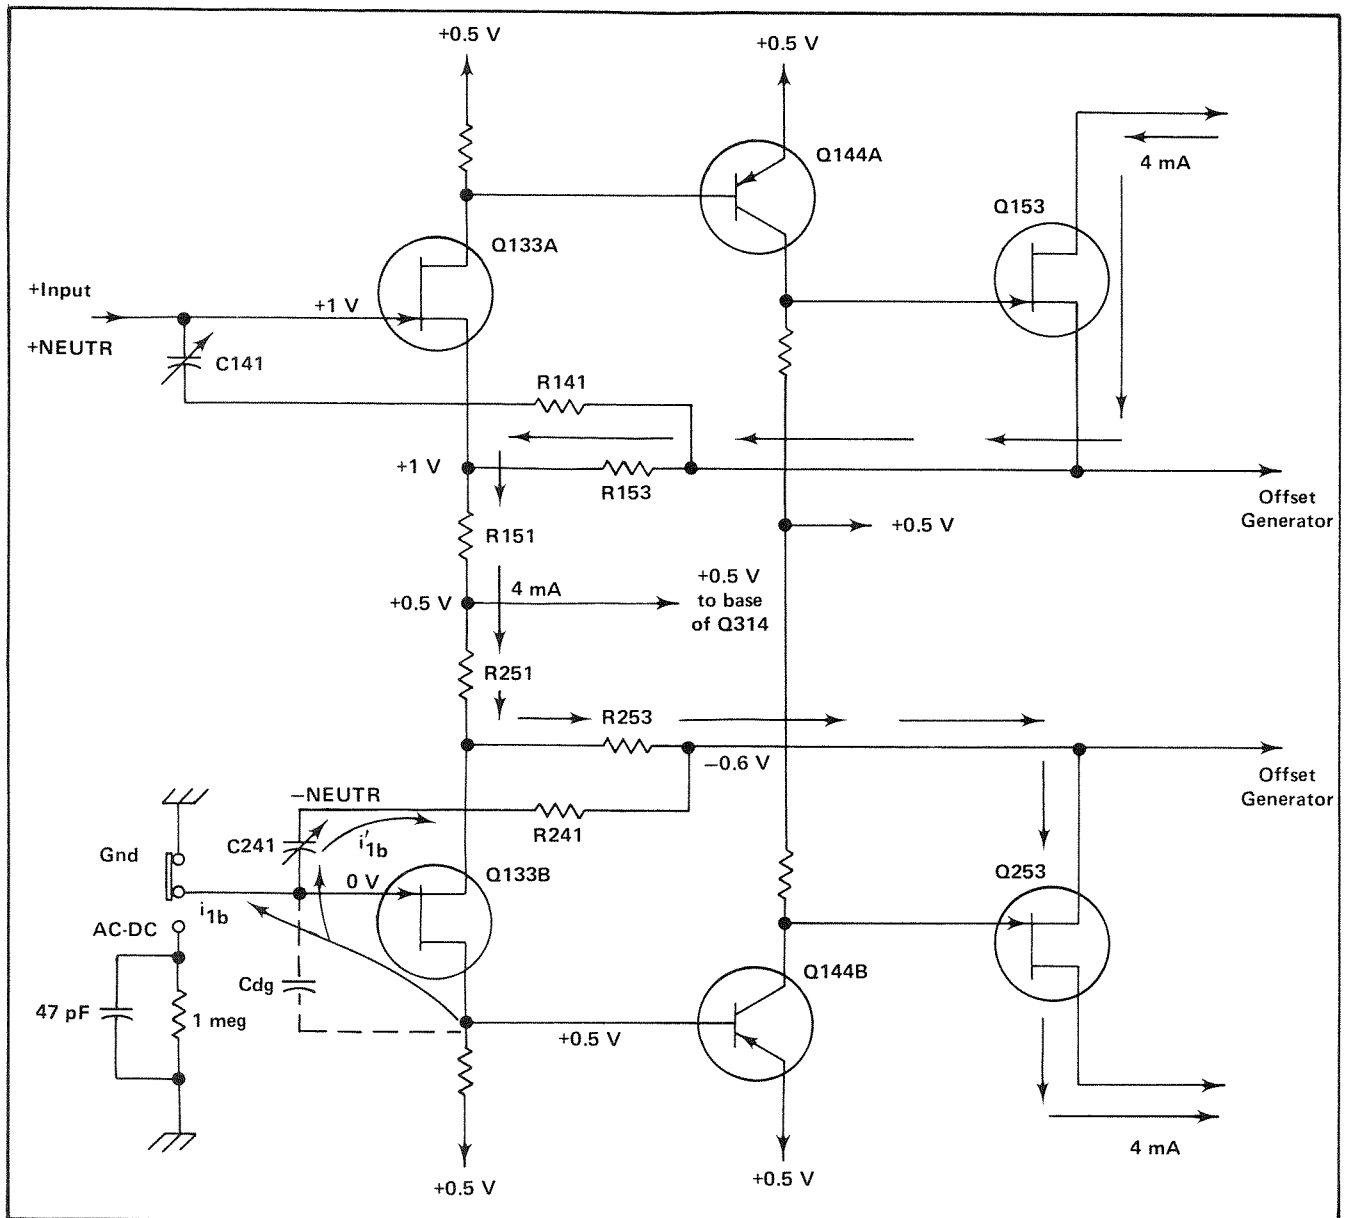 +0.5 V
+0.5 V
Q144A
4 mA
Q153
Q133A
+Input
+1 V
+NEUTR
C141
R141
+1 V
R153
Offset
Generator
+0.5 V
R151
+0.5 V
4 mA
+0.5 V
to base
of Q314
R251
R253
−0.6 V
Offset
Generator
−NEUTR
R241
C241
i'1b
Gnd
0 V
Q133B
Q253
i1b
AC-DC
Cdg
Q144B
47 pF
1 meg
+0.5 V
4 mA
+0.5 V
+0.5 V